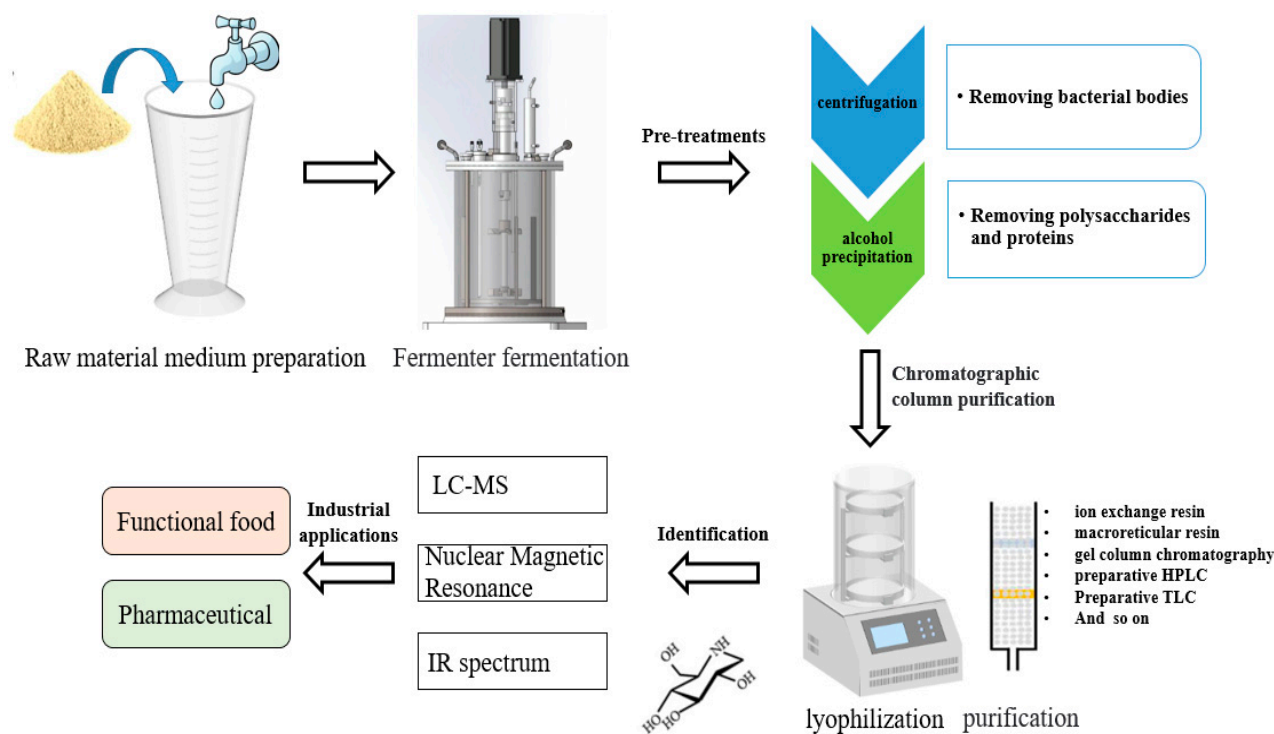 Raw material medium preparation
Fermenter fermentation
Pre-treatments
centrifugation
• Removing bacterial bodies
alcohol
precipitation
• Removing polysaccharides
and proteins
Chromatographic
column purification
lyophilization
purification
• ion exchange resin
• macroreticular resin
• gel column chromatography
• preparative HPLC
• Preparative TLC
• And so on
Identification
OH
NH
OH
HO
HO
LC-MS
Nuclear Magnetic
Resonance
IR spectrum
Industrial
applications
Functional food
Pharmaceutical